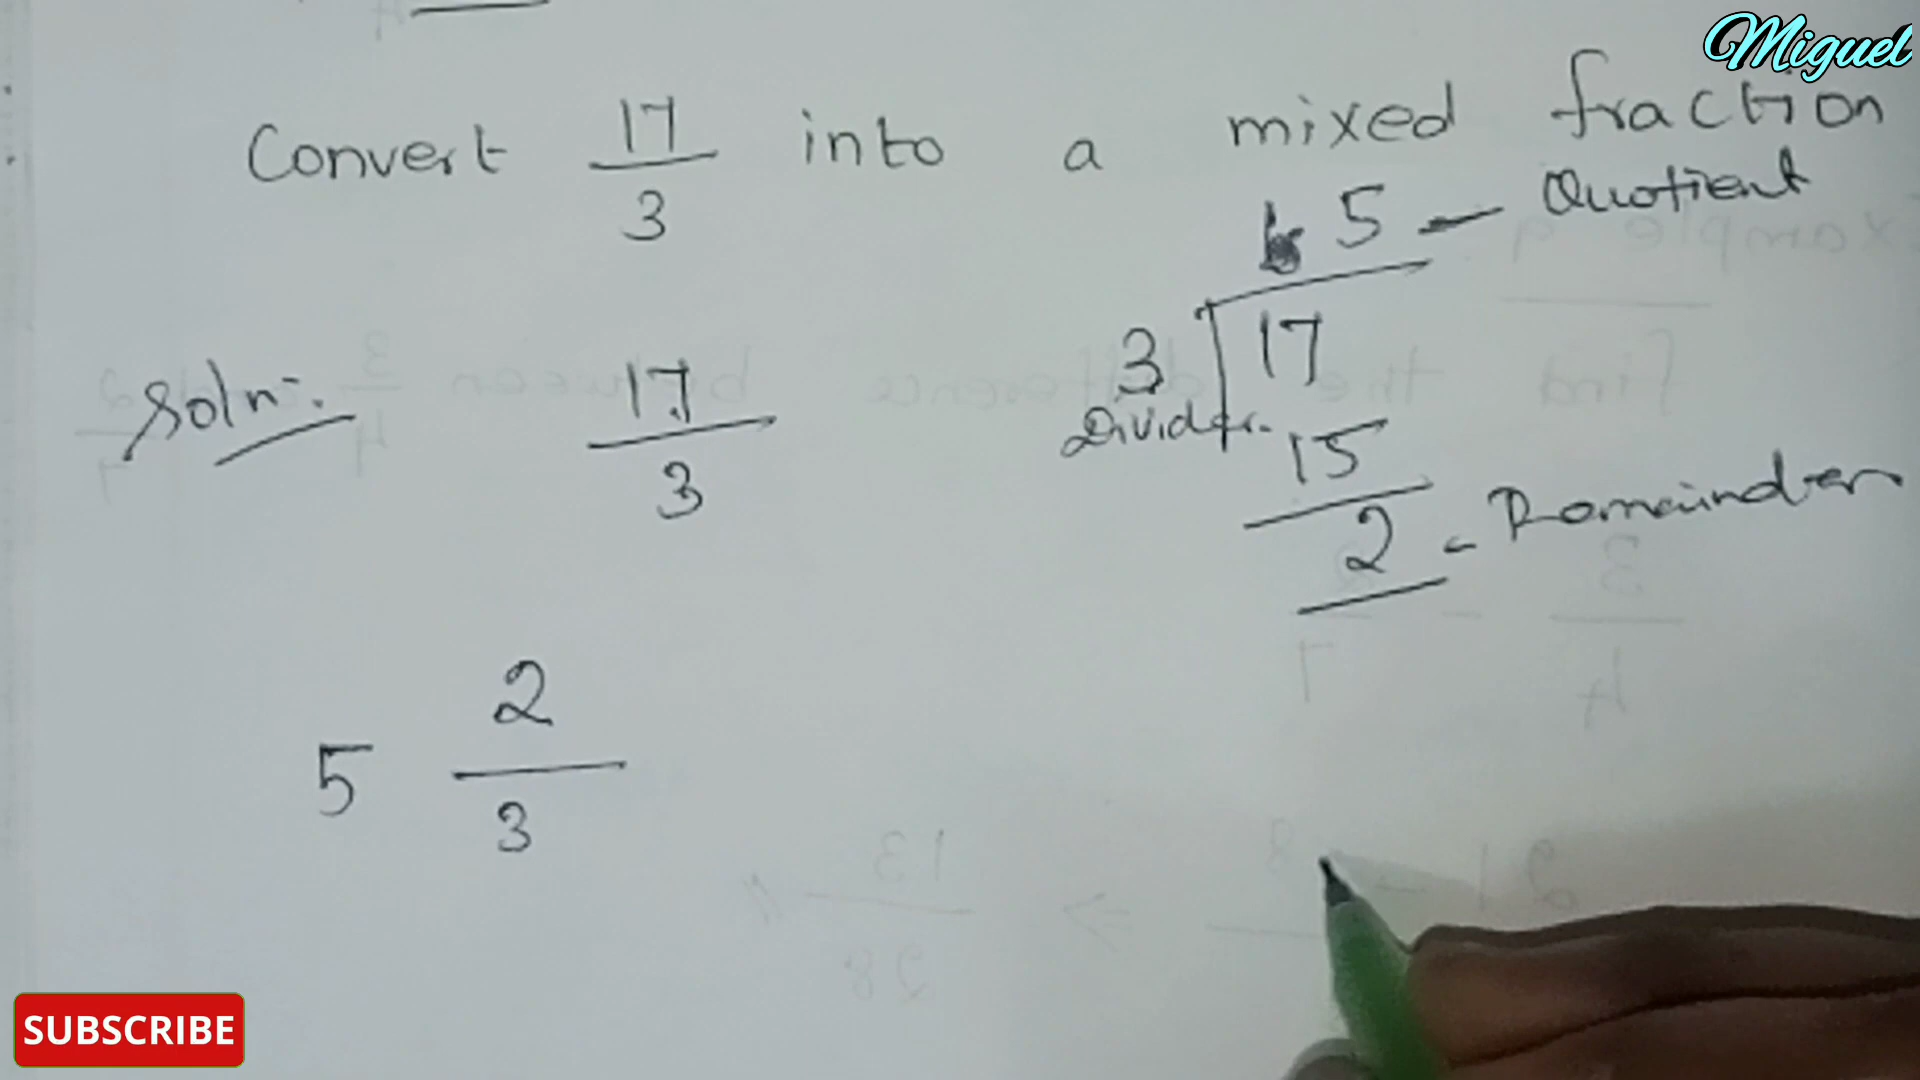 Miguel
Convert 17/3 into a mixed fraction
5 - Quotient
3 17
Divider
15
2 - Remainder
Soln:
17
3
5 2/3
SUBSCRIBE